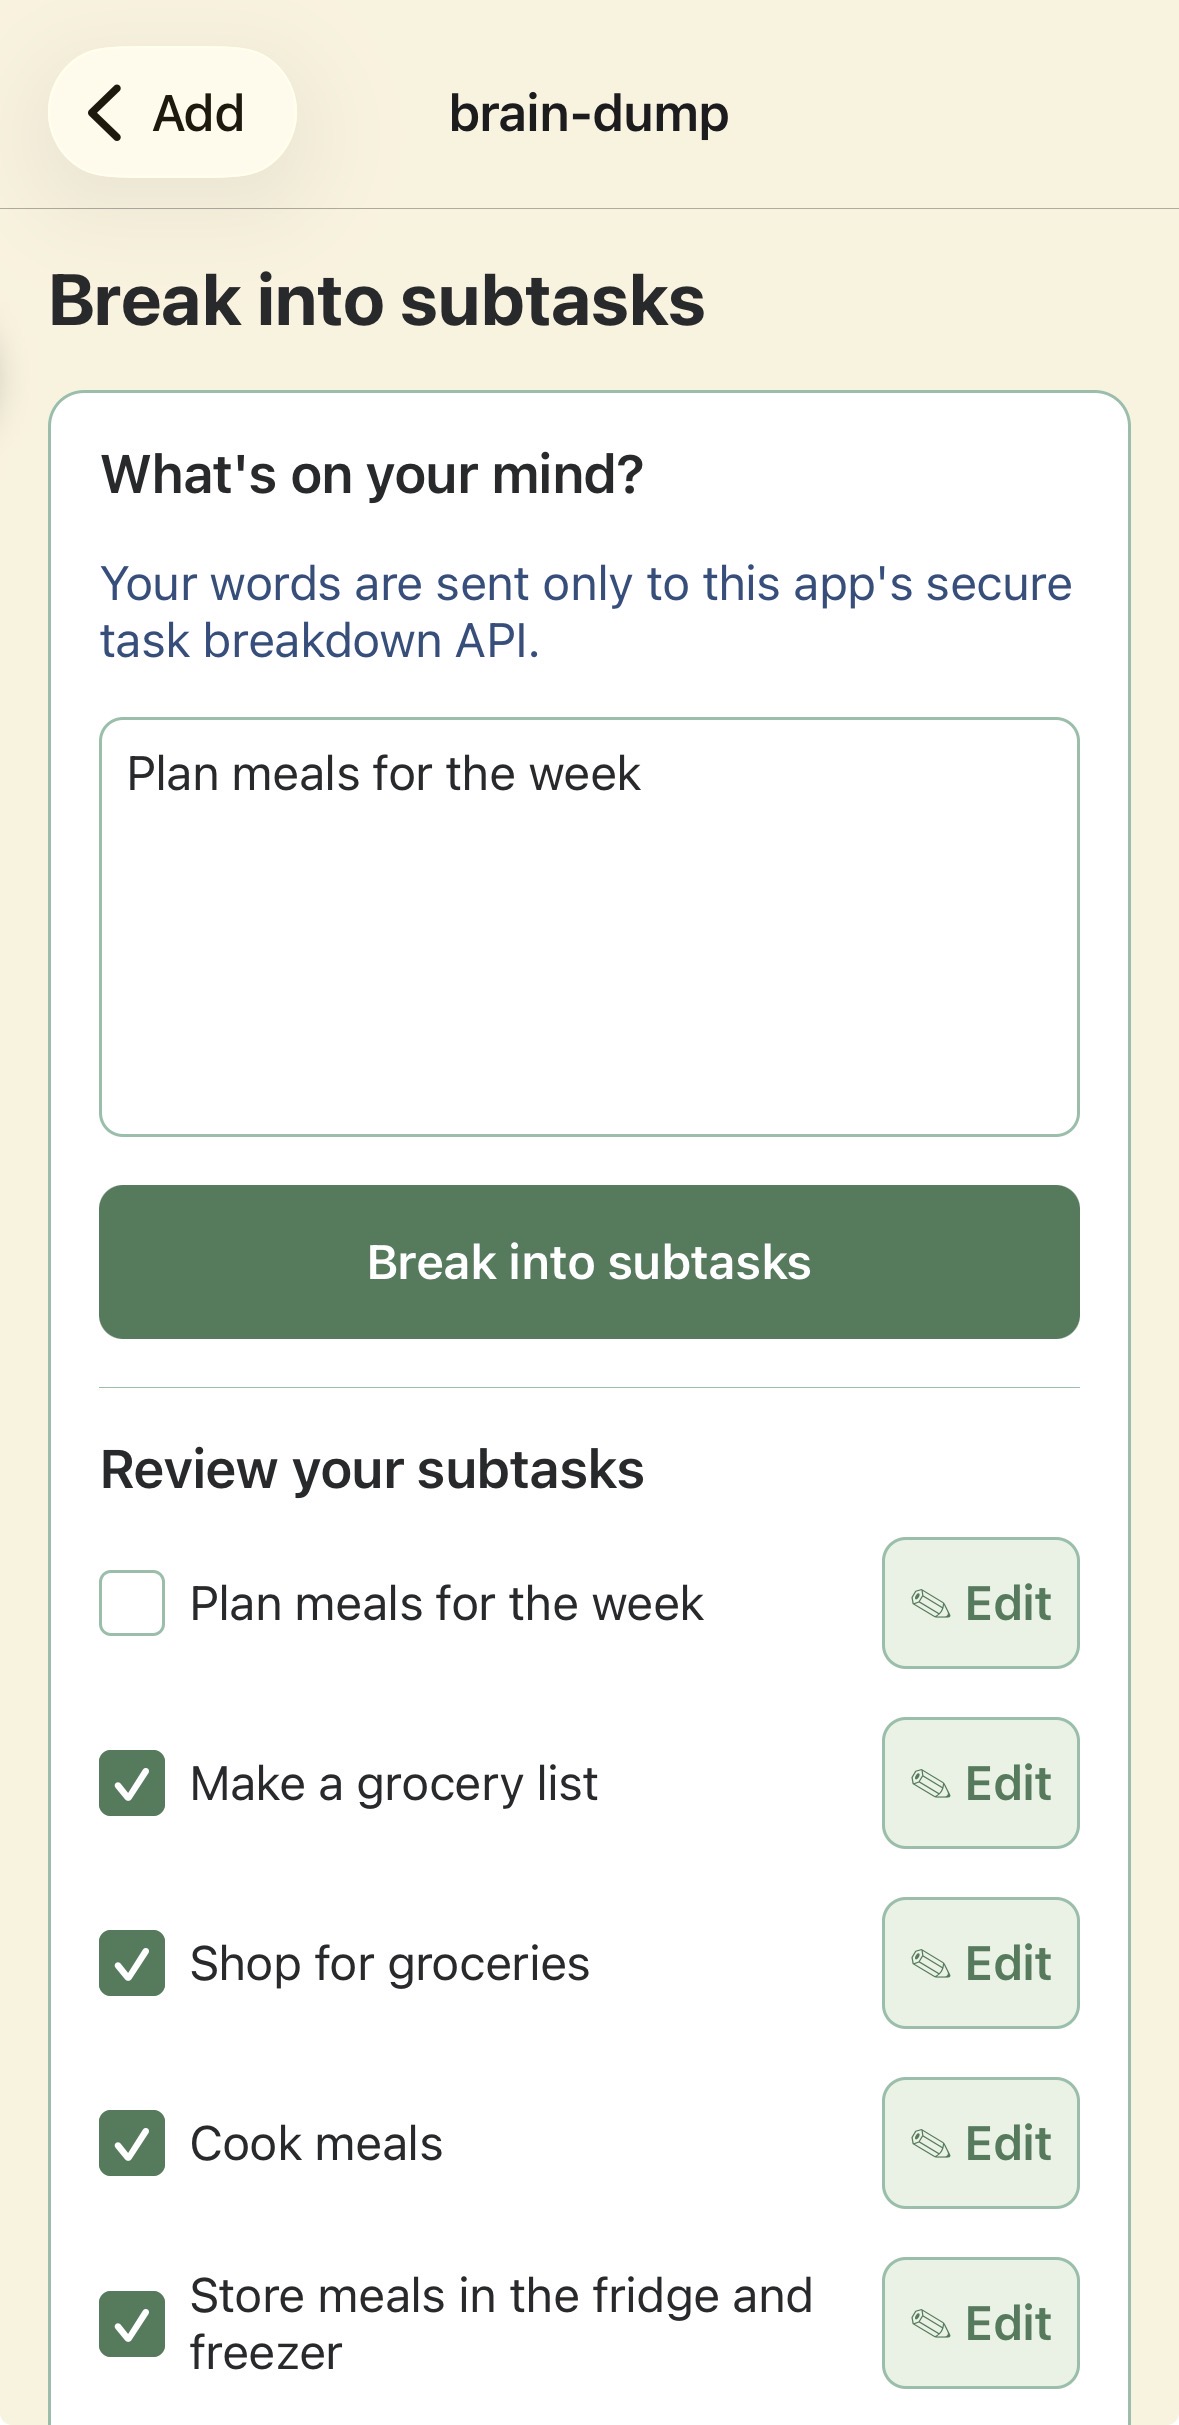 Add
brain-dump
Break into subtasks
What's on your mind?
Your words are sent only to this app's secure
task breakdown API.
Plan meals for the week
Break into subtasks
Review your subtasks
Plan meals for the week
✎ Edit
Make a grocery list
✎ Edit
Shop for groceries
✎ Edit
Cook meals
✎ Edit
Store meals in the fridge and
freezer
✎ Edit